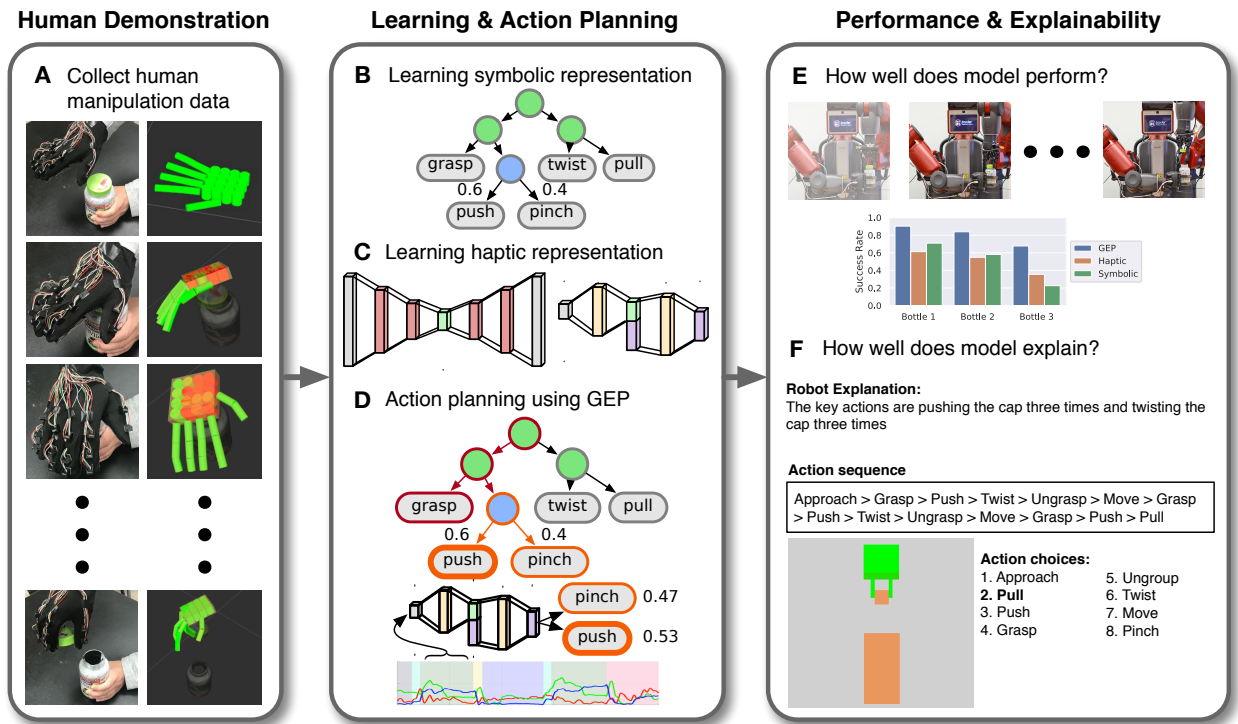 Human Demonstration
Learning & Action Planning
Performance & Explainability
A Collect human
manipulation data
B Learning symbolic representation
grasp
twist
pull
0.6
0.4
push
pinch
C Learning haptic representation
D Action planning using GEP
grasp
twist
pull
0.6
0.4
push
pinch
pinch 0.47
push 0.53
E How well does model perform?
Success Rate
1.0
0.8
0.6
0.4
0.2
0.0
Bottle 1
Bottle 2
Bottle 3
GEP
Haptic
Symbolic
F How well does model explain?
Robot Explanation:
The key actions are pushing the cap three times and twisting the
cap three times
Action sequence
Approach > Grasp > Push > Twist > Ungrasp > Move > Grasp
> Push > Twist > Ungrasp > Move > Grasp > Push > Pull
Action choices:
1. Approach
2. Pull
3. Push
4. Grasp
5. Ungroup
6. Twist
7. Move
8. Pinch